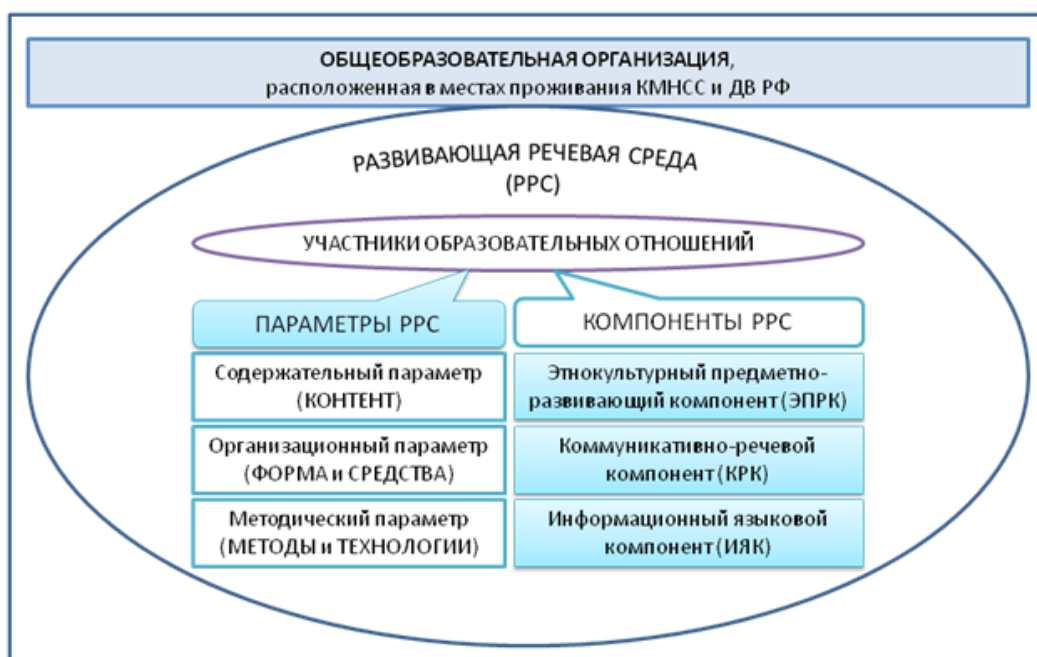 ОБЩЕОБРАЗОВАТЕЛЬНАЯ ОРГАНИЗАЦИЯ,
расположенная в местах проживания КМНСС и ДВ РФ
РАЗВИВАЮЩАЯ РЕЧЕВАЯ СРЕДА
(РРС)
УЧАСТНИКИ ОБРАЗОВАТЕЛЬНЫХ ОТНОШЕНИЙ
ПАРАМЕТРЫ РРС
Содержательный параметр
(КОНТЕНТ)
Организационный параметр
(ФОРМА и СРЕДСТВА)
Методический параметр
(МЕТОДЫ и ТЕХНОЛОГИИ)
КОМПОНЕНТЫ РРС
Этнокультурный предметно-
развивающий компонент (ЭПРК)
Коммуникативно-речевой
компонент (КРК)
Информационный языковой
компонент (ИЯК)